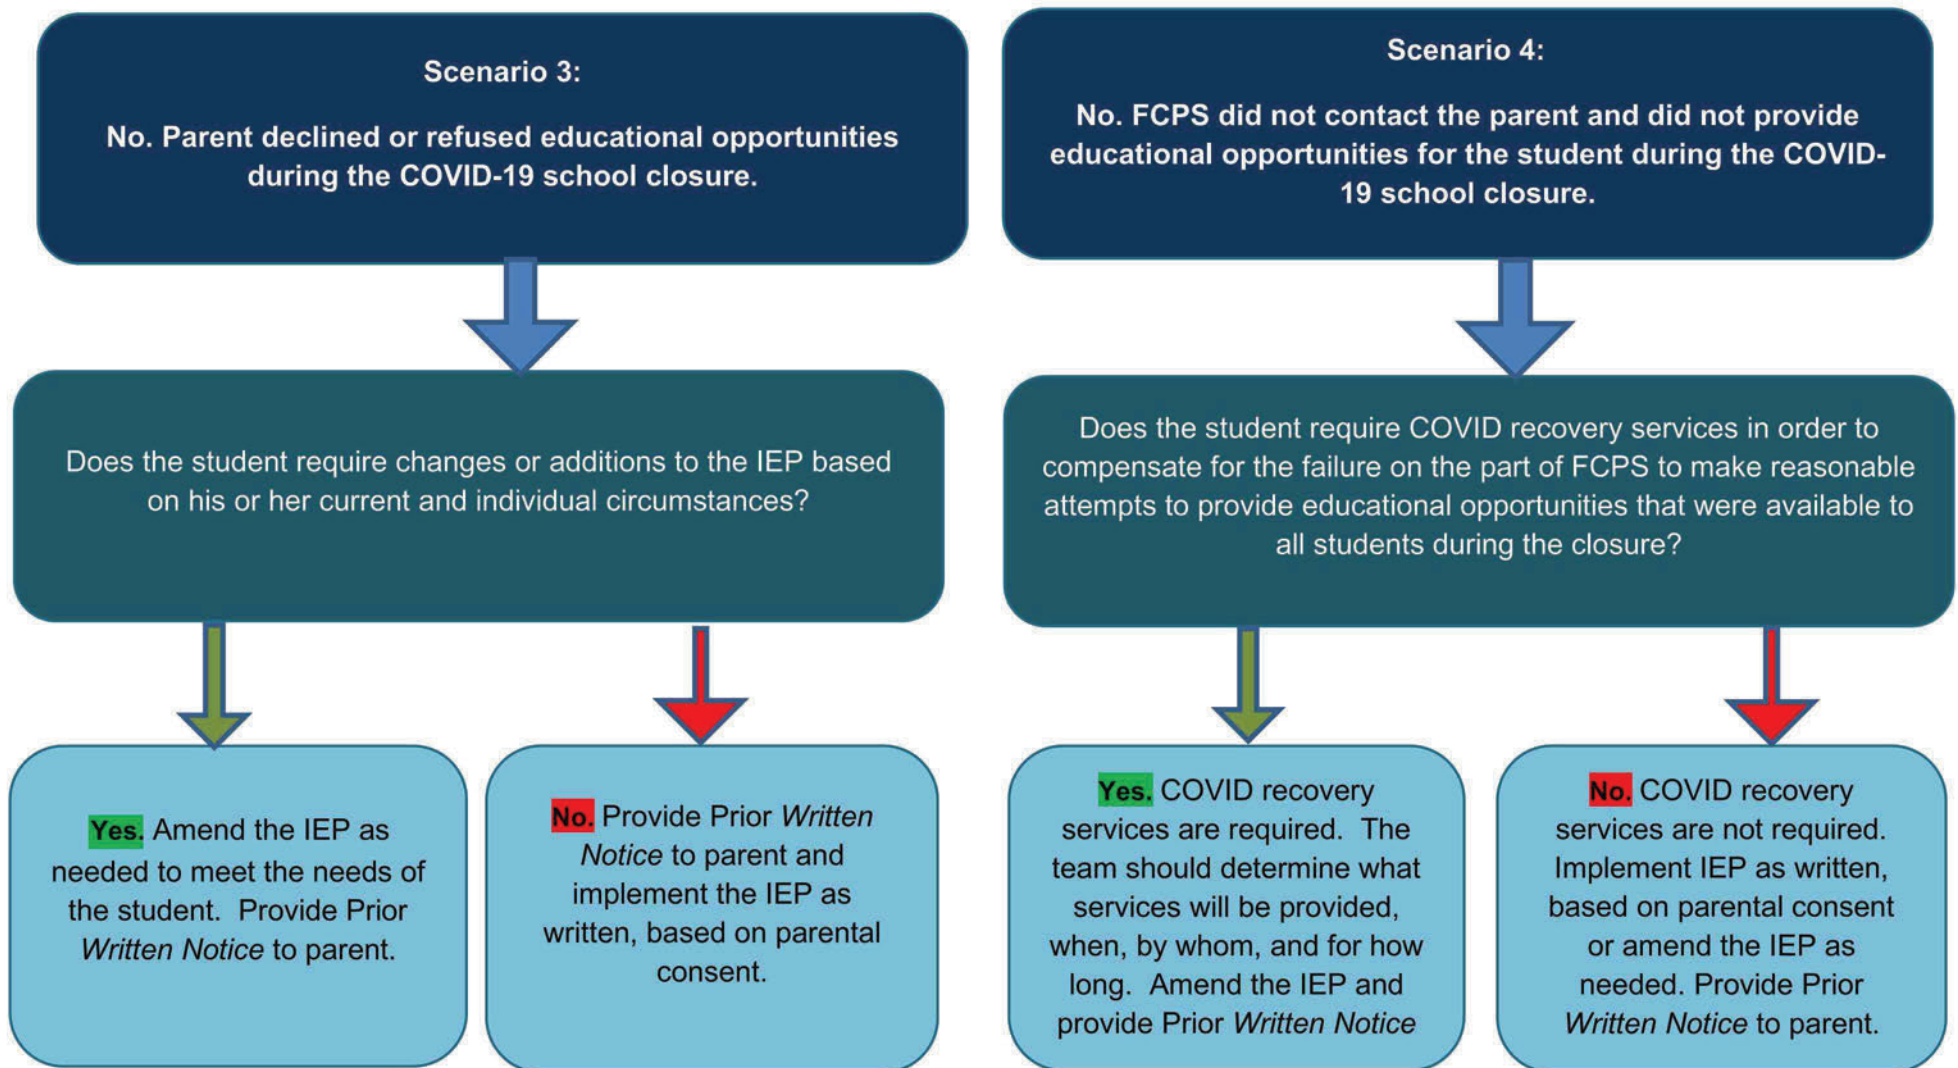 Scenario 3:
No. Parent declined or refused educational opportunities
during the COVID-19 school closure.
Scenario 4:
No. FCPS did not contact the parent and did not provide
educational opportunities for the student during the COVID-
19 school closure.
Does the student require changes or additions to the IEP based
on his or her current and individual circumstances?
Does the student require COVID recovery services in order to
compensate for the failure on the part of FCPS to make reasonable
attempts to provide educational opportunities that were available to
all students during the closure?
Yes. Amend the IEP as
needed to meet the needs of
the student. Provide Prior
Written Notice to parent.
No. Provide Prior Written
Notice to parent and
implement the IEP as
written, based on parental
consent.
Yes. COVID recovery
services are required. The
team should determine what
services will be provided,
when, by whom, and for how
long. Amend the IEP and
provide Prior Written Notice
No. COVID recovery
services are not required.
Implement IEP as written,
based on parental consent
or amend the IEP as
needed. Provide Prior
Written Notice to parent.